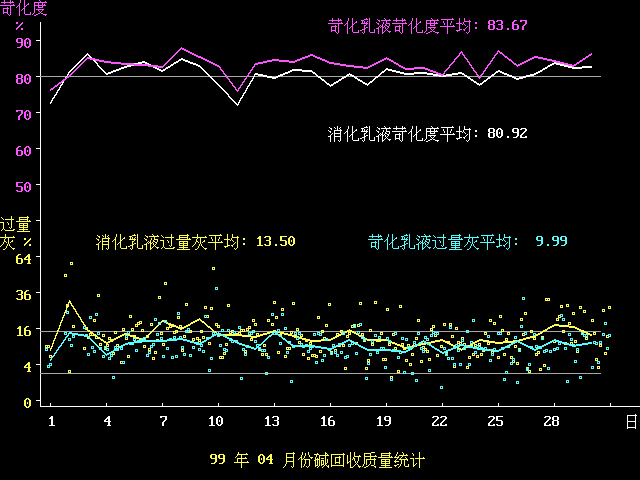 苛化度
%
苛化乳液苛化度平均: 83.67
90
80
70
消化乳液苛化度平均: 80.92
60
50
过量
灰 %
消化乳液过量灰平均: 13.50
苛化乳液过量灰平均: 9.99
64
36
16
4
0
1 4 7 10 13 16 19 22 25 28 日
99 年 04 月份碱回收质量统计